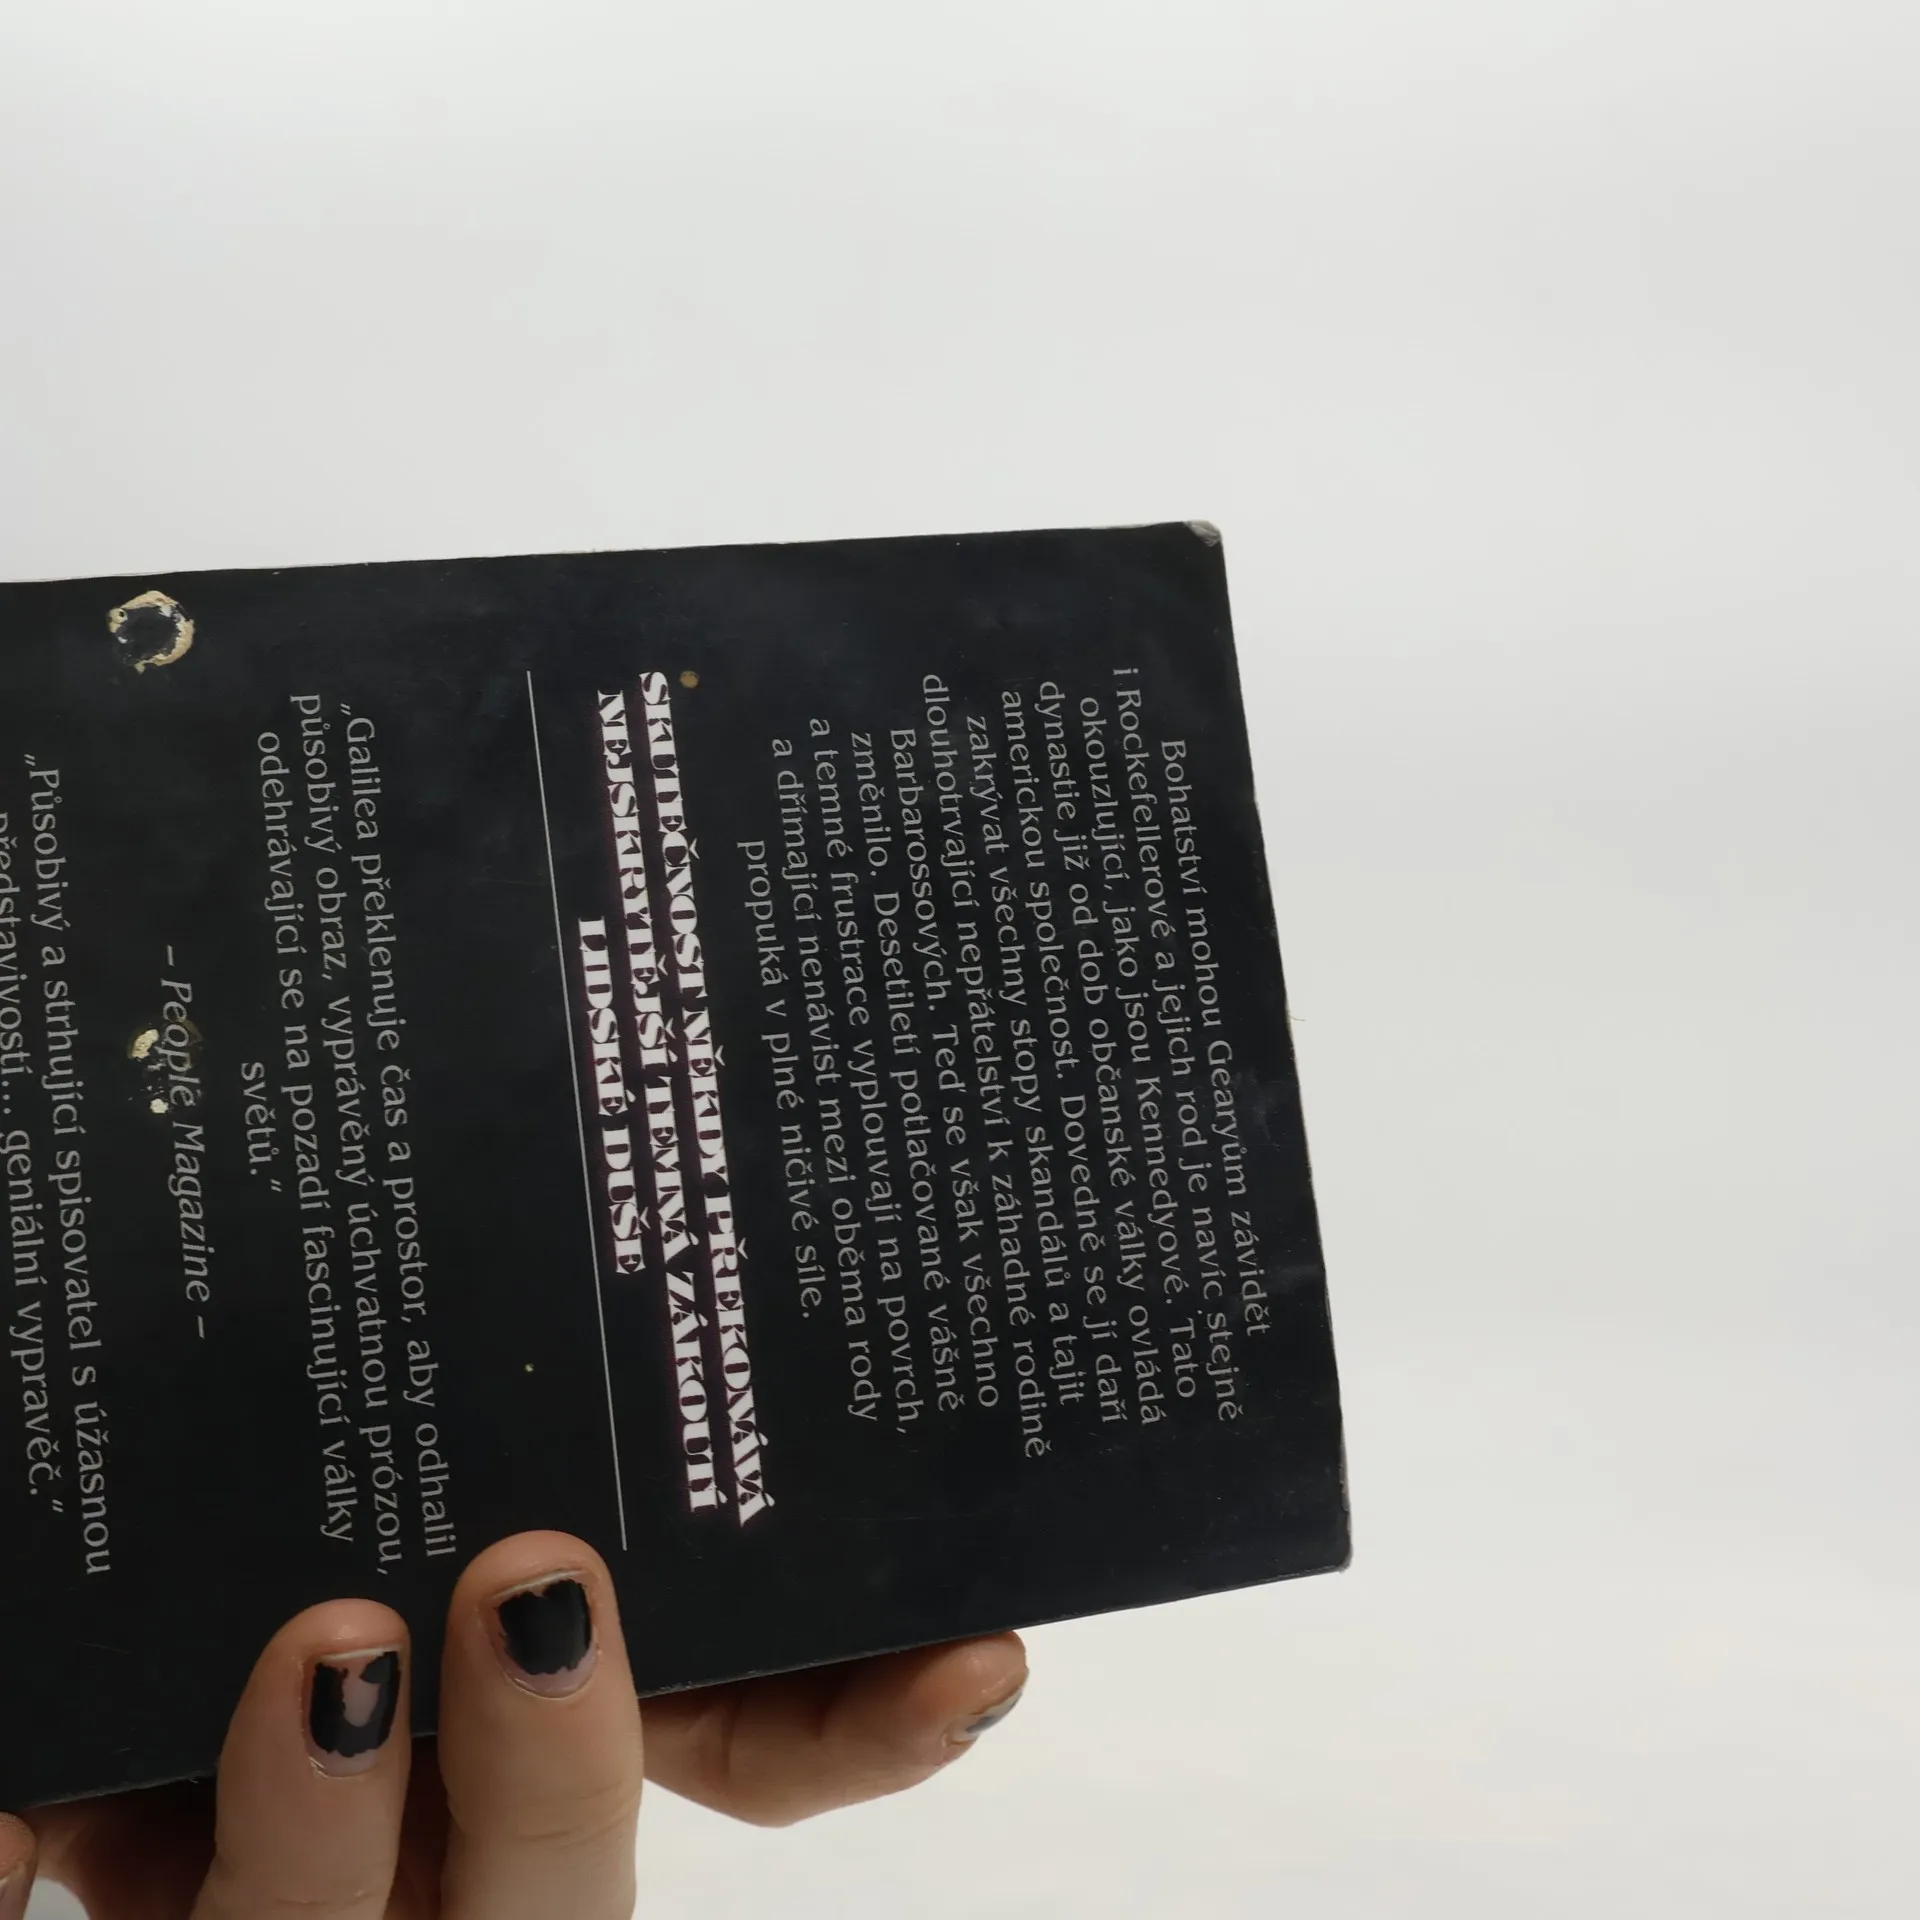 Bohatství mohou Gearyům závidět
i Rockefellerové a jejich rod je navíc stejně
okouzlující, jako jsou Kennedyové. Tato
dynastie již od dob občanské války ovládá
americkou společnost. Dovedně se jí daří
zakrývat všechny stopy skandálů a tajit
dlouhotrvající nepřátelství k záhadné rodině
Barbarossových. Teď se však všechno
změnilo. Desetiletí potlačované vášně
a temné frustrace vyplouvají na povrch,
a dřímající nenávist mezi oběma rody
propuká v plné ničivé síle.
SKUTEČNOST NĚKDY PŘEKOVÁVÁ
NEJSKRYTĚJŠÍ TEMNÁ ZÁKOUTÍ
LIDSKÉ DUŠE
„Galilea překlenuje čas a prostor, aby odhalil
působivý obraz, vyprávěný úchvatnou prózou,
odehrávající se na pozadí fascinující války
světů.“
– People Magazine –
„Působivý a strhující spisovatel s úžasnou
představivostí... geniální vypravěč.“